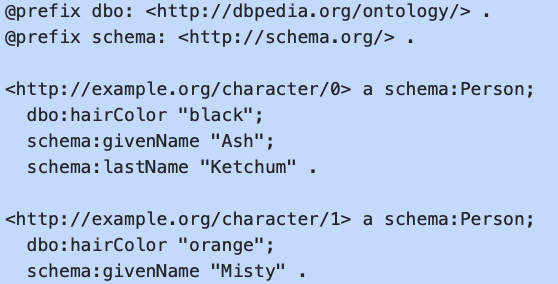 @prefix dbo: <http://dbpedia.org/ontology/> .
@prefix schema: <http://schema.org/> .

<http://example.org/character/0> a schema:Person;
  dbo:hairColor "black";
  schema:givenName "Ash";
  schema:lastName "Ketchum" .

<http://example.org/character/1> a schema:Person;
  dbo:hairColor "orange";
  schema:givenName "Misty" .